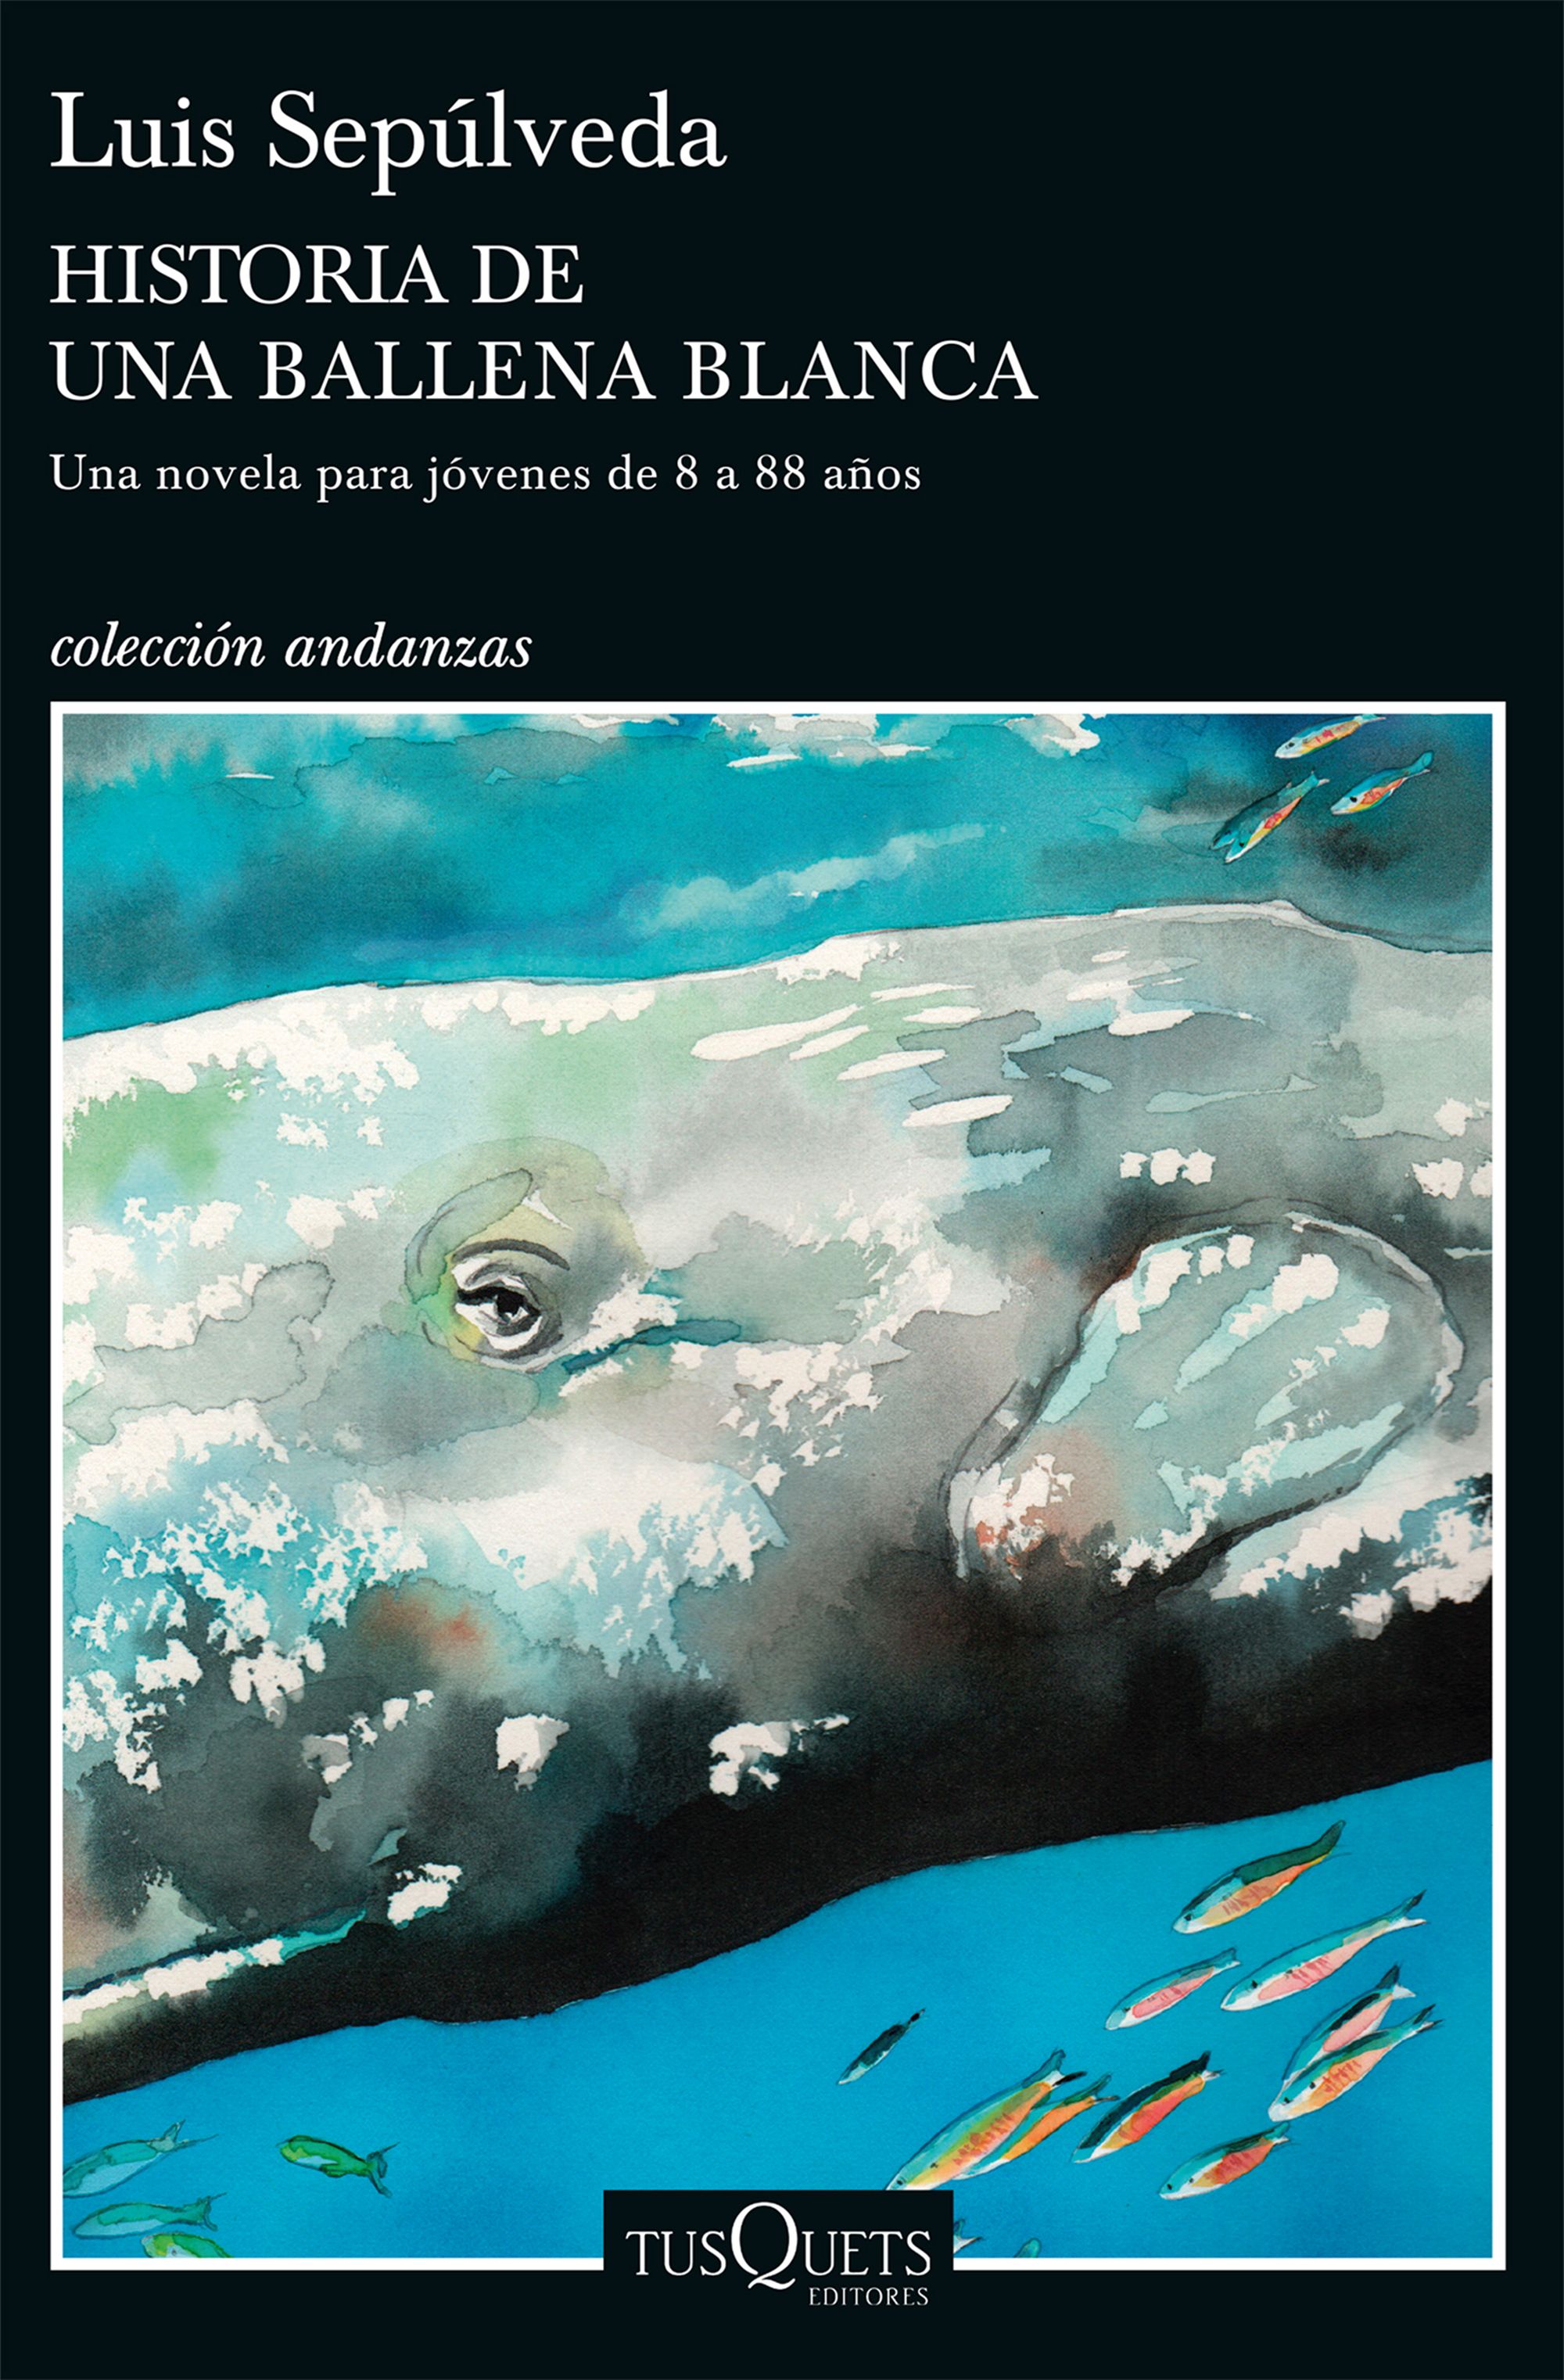 Luis Sepúlveda
HISTORIA DE
UNA BALLENA BLANCA
Una novela para jóvenes de 8 a 88 años
colección andanzas
TUSQUETS
EDITORES